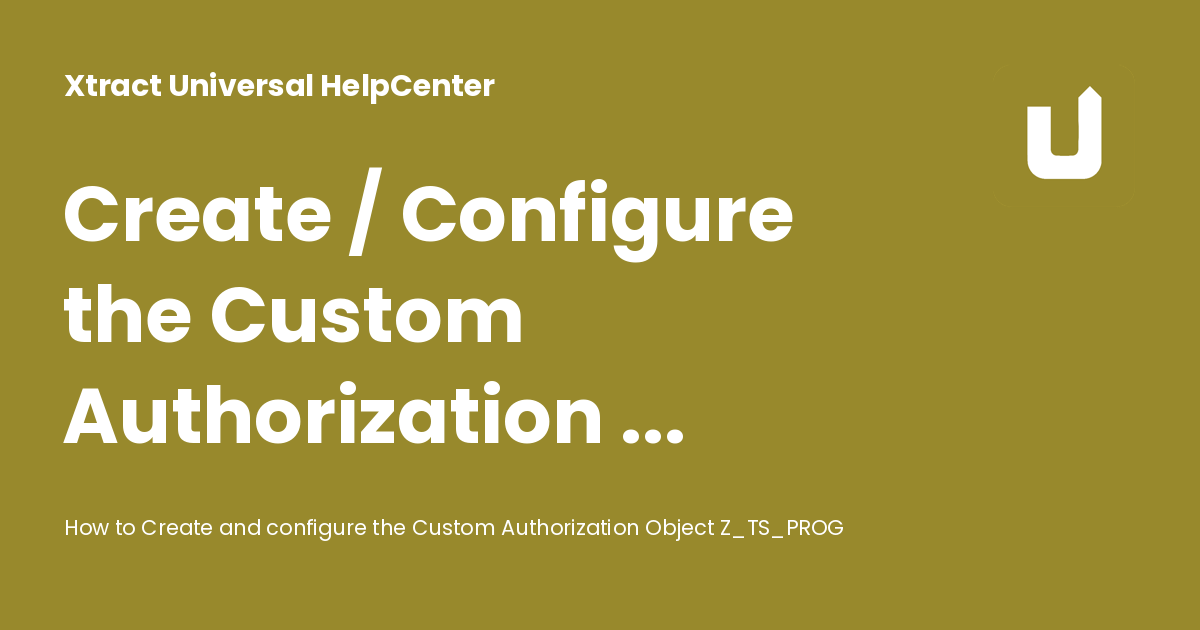 Xtract Universal HelpCenter
Create / Configure
the Custom
Authorization ...
How to Create and configure the Custom Authorization Object Z_TS_PROG